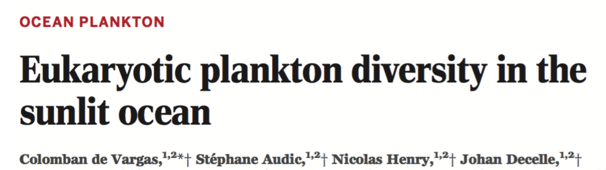 OCEAN PLANKTON
Eukaryotic plankton diversity in the
sunlit ocean
Colomban de Vargas,¹,²*† Stéphane Audic,¹,²† Nicolas Henry,¹,²† Johan Decelle,¹,²†